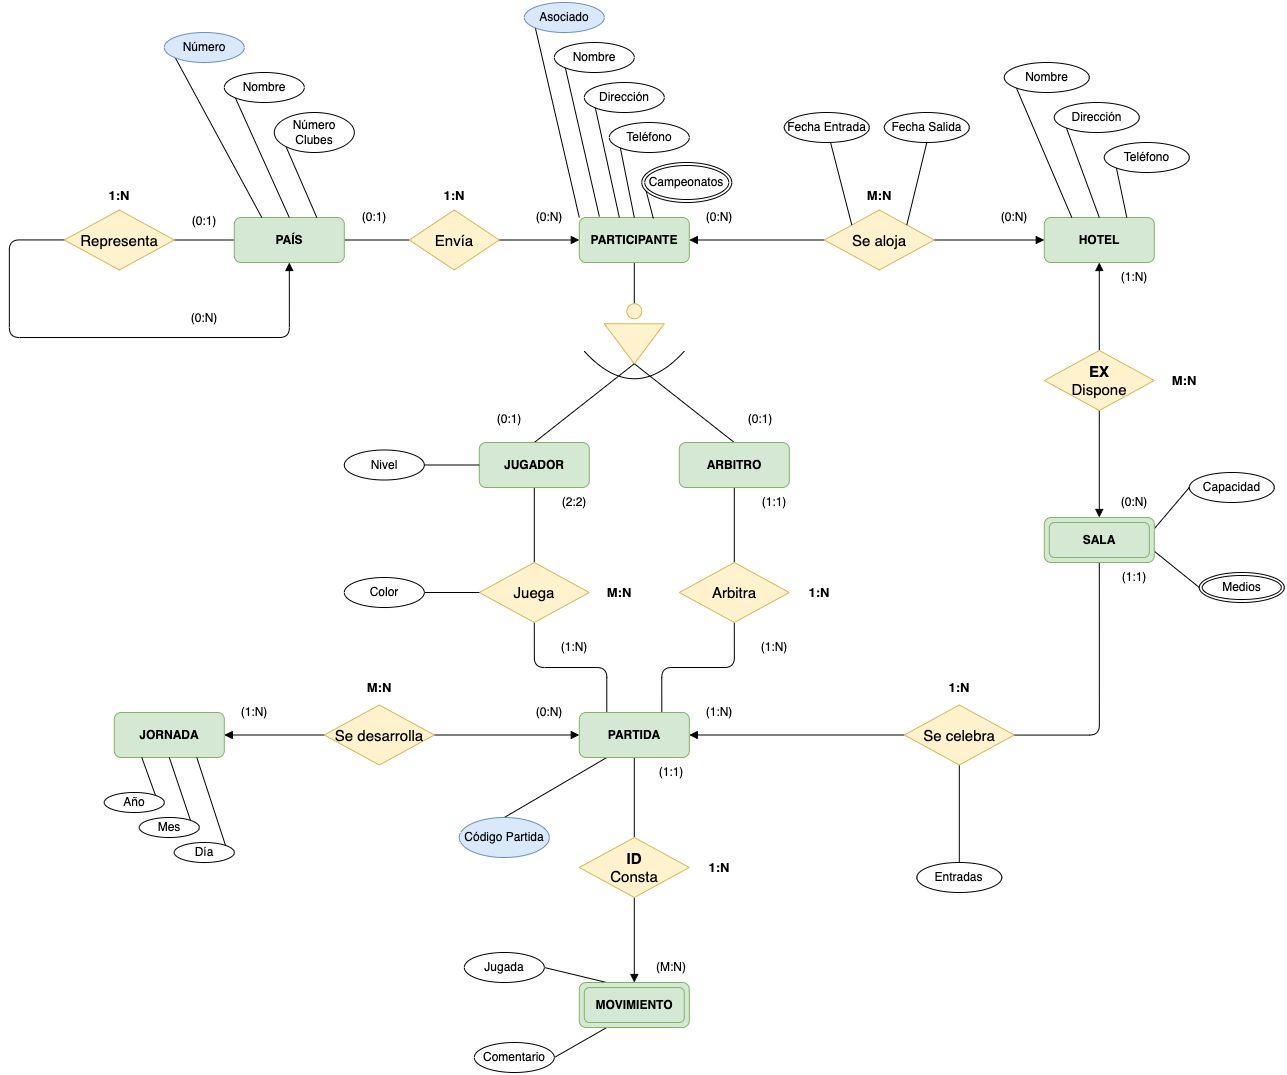 Asociado
Número
Nombre
Nombre
Nombre
Dirección
Número
Clubes
Dirección
Fecha Entrada
Fecha Salida
Teléfono
Teléfono
Campeonatos
1:N
1:N
M:N
(0:1)
(0:1)
(0:N)
(0:N)
(0:N)
Representa
PAÍS
Envía
PARTICIPANTE
Se aloja
HOTEL
(1:N)
(0:N)
EX
Dispone
M:N
(0:1)
(0:1)
Nivel
JUGADOR
ARBITRO
(2:2)
(1:1)
(0:N)
Capacidad
SALA
(1:1)
Medios
Color
Juega
M:N
Arbitra
1:N
(1:N)
(1:N)
M:N
1:N
(1:N)
(0:N)
(1:N)
JORNADA
Se desarrolla
PARTIDA
Se celebra
(1:1)
Año
Mes
Día
Código Partida
ID
Consta
1:N
Entradas
Jugada
(M:N)
MOVIMIENTO
Comentario